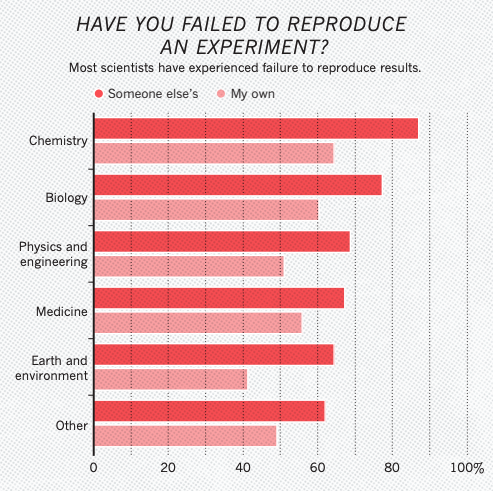 HAVE YOU FAILED TO REPRODUCE
AN EXPERIMENT?
Most scientists have experienced failure to reproduce results.
Someone else's My own
Chemistry
Biology
Physics and
engineering
Medicine
Earth and
environment
Other
0 20 40 60 80 100%